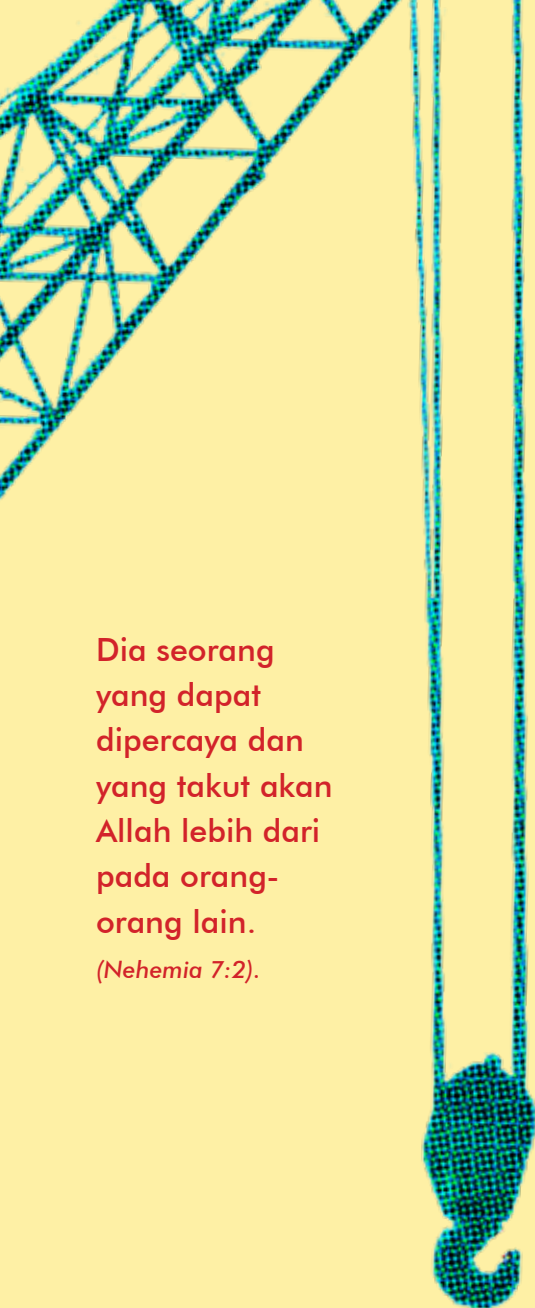 Dia seorang
yang dapat
dipercaya dan
yang takut akan
Allah lebih dari
pada orang-
orang lain.
(Nehemia 7:2).